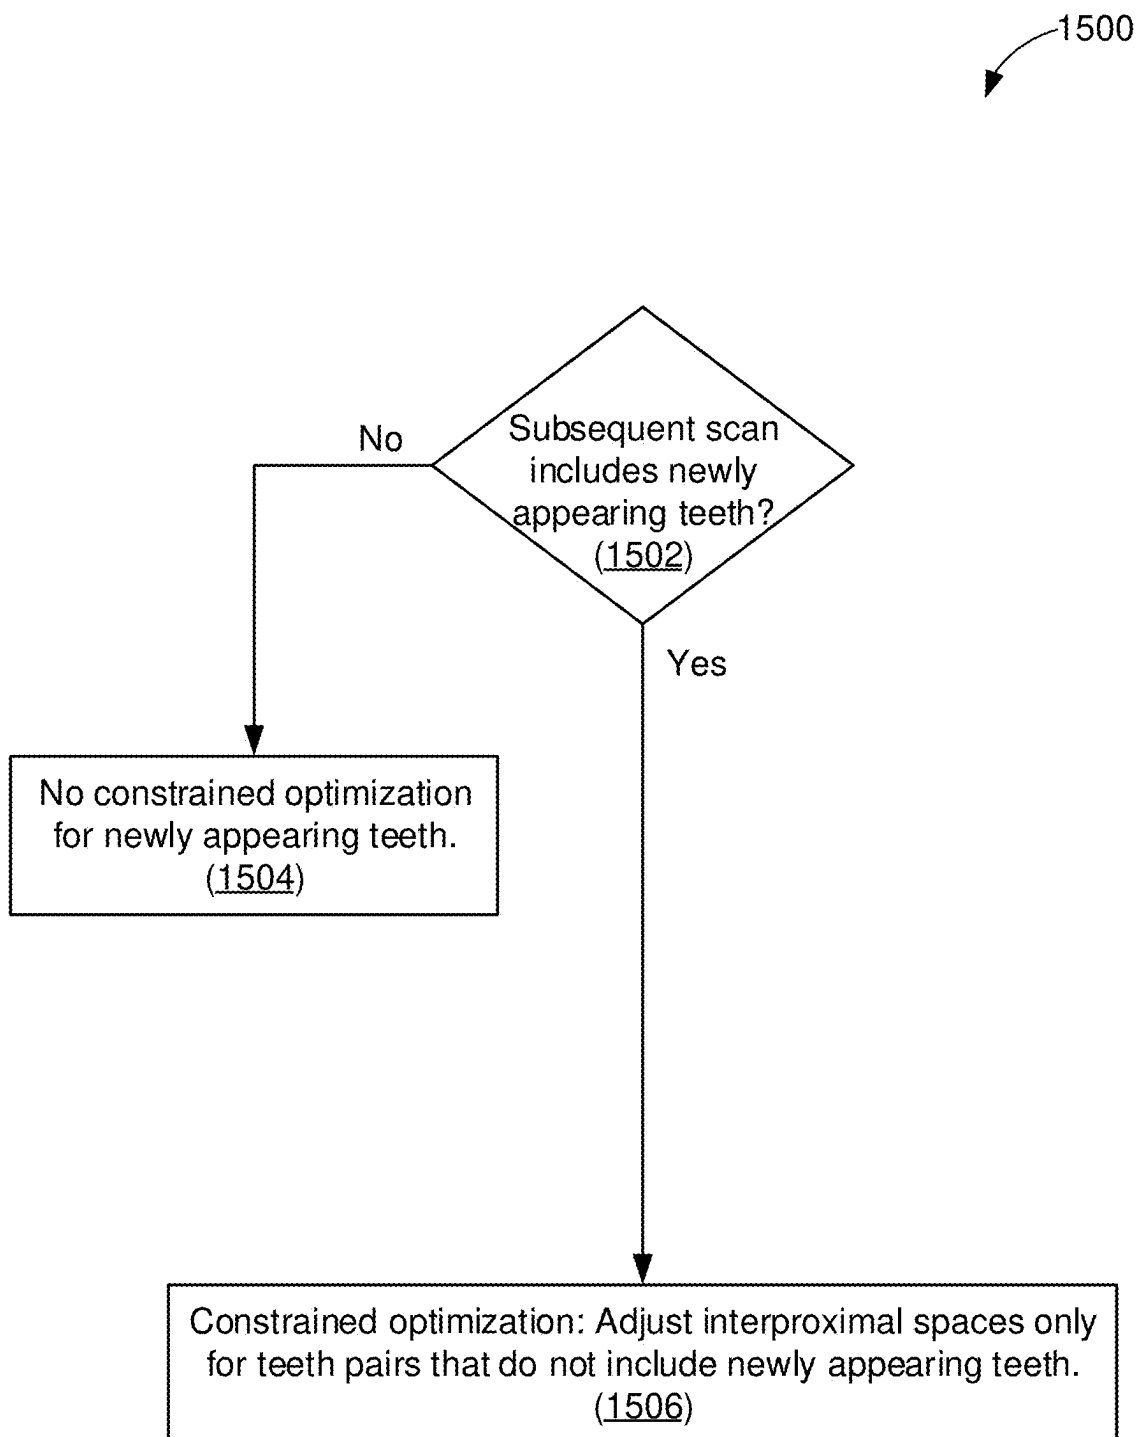 1500
Subsequent scan
includes newly
appearing teeth?
(1502)
No
Yes
No constrained optimization
for newly appearing teeth.
(1504)
Constrained optimization: Adjust interproximal spaces only
for teeth pairs that do not include newly appearing teeth.
(1506)